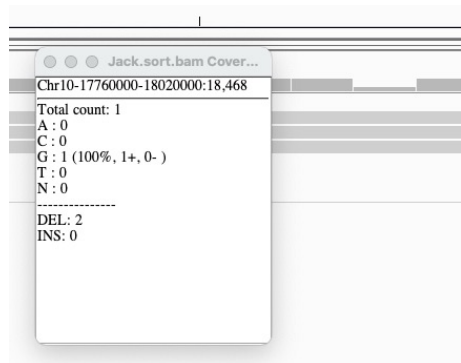 Jack.sort.bam Cover...
Chr10-17760000-18020000:18,468
Total count: 1
A : 0
C : 0
G : 1 (100%, 1+, 0- )
T : 0
N : 0
---------------
DEL: 2
INS: 0